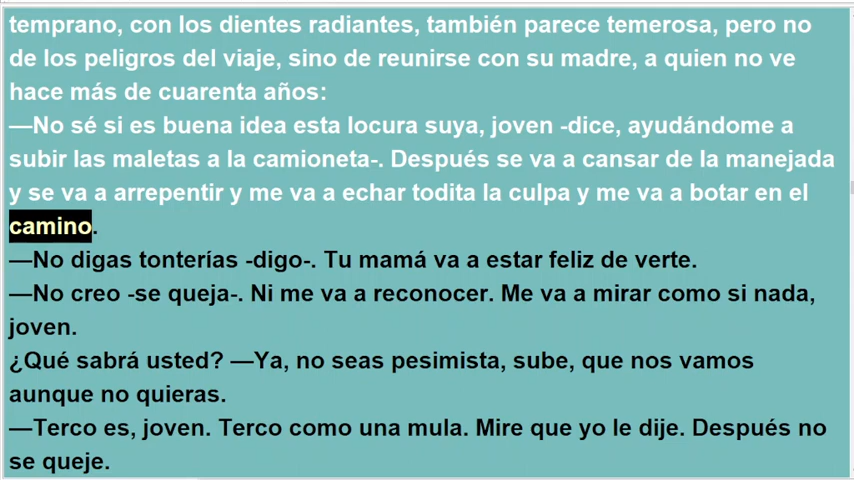 temprano, con los dientes radiantes, también parece temerosa, pero no
de los peligros del viaje, sino de reunirse con su madre, a quien no ve
hace más de cuarenta años:
—No sé si es buena idea esta locura suya, joven -dice, ayudándome a
subir las maletas a la camioneta-. Después se va a cansar de la manejada
y se va a arrepentir y me va a echar todita la culpa y me va a botar en el
camino.
—No digas tonterías -digo-. Tu mamá va a estar feliz de verte.
—No creo -se queja-. Ni me va a reconocer. Me va a mirar como si nada,
joven.
¿Qué sabrá usted? —Ya, no seas pesimista, sube, que nos vamos
aunque no quieras.
—Terco es, joven. Terco como una mula. Mire que yo le dije. Después no
se queje.